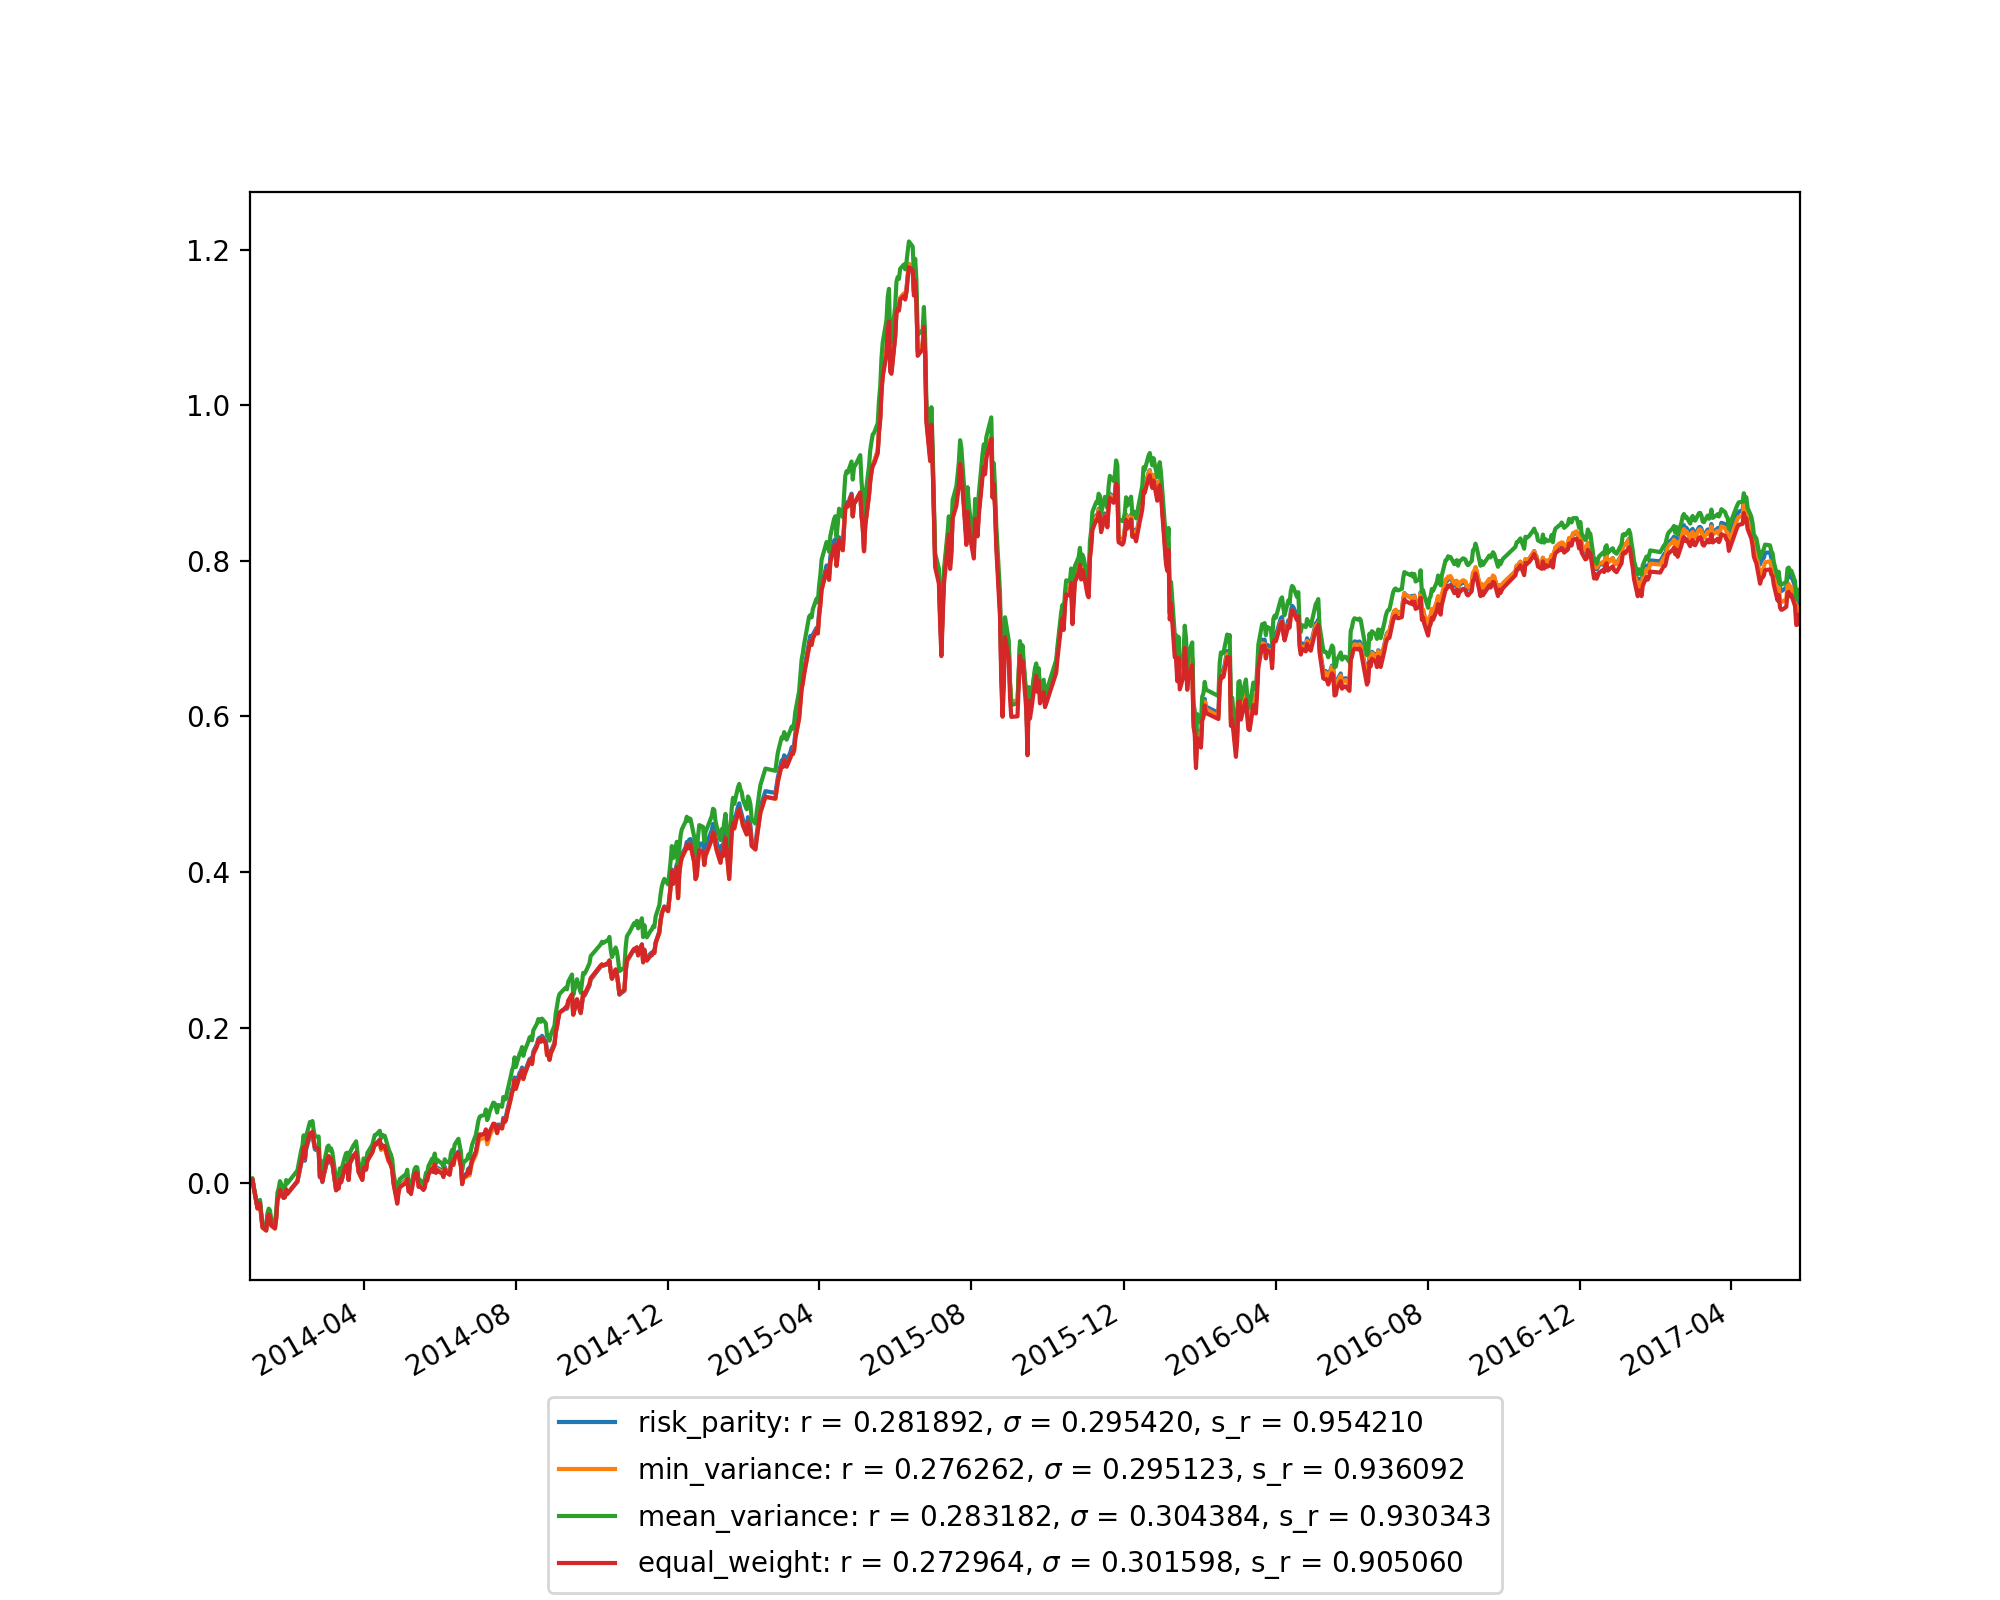 1.2
1.0
0.8
0.6
0.4
0.2
0.0
2014-04 2014-08 2014-12 2015-04 2015-08 2015-12 2016-04 2016-08 2016-12 2017-04
risk_parity: r = 0.281892, σ = 0.295420, s_r = 0.954210
min_variance: r = 0.276262, σ = 0.295123, s_r = 0.936092
mean_variance: r = 0.283182, σ = 0.304384, s_r = 0.930343
equal_weight: r = 0.272964, σ = 0.301598, s_r = 0.905060